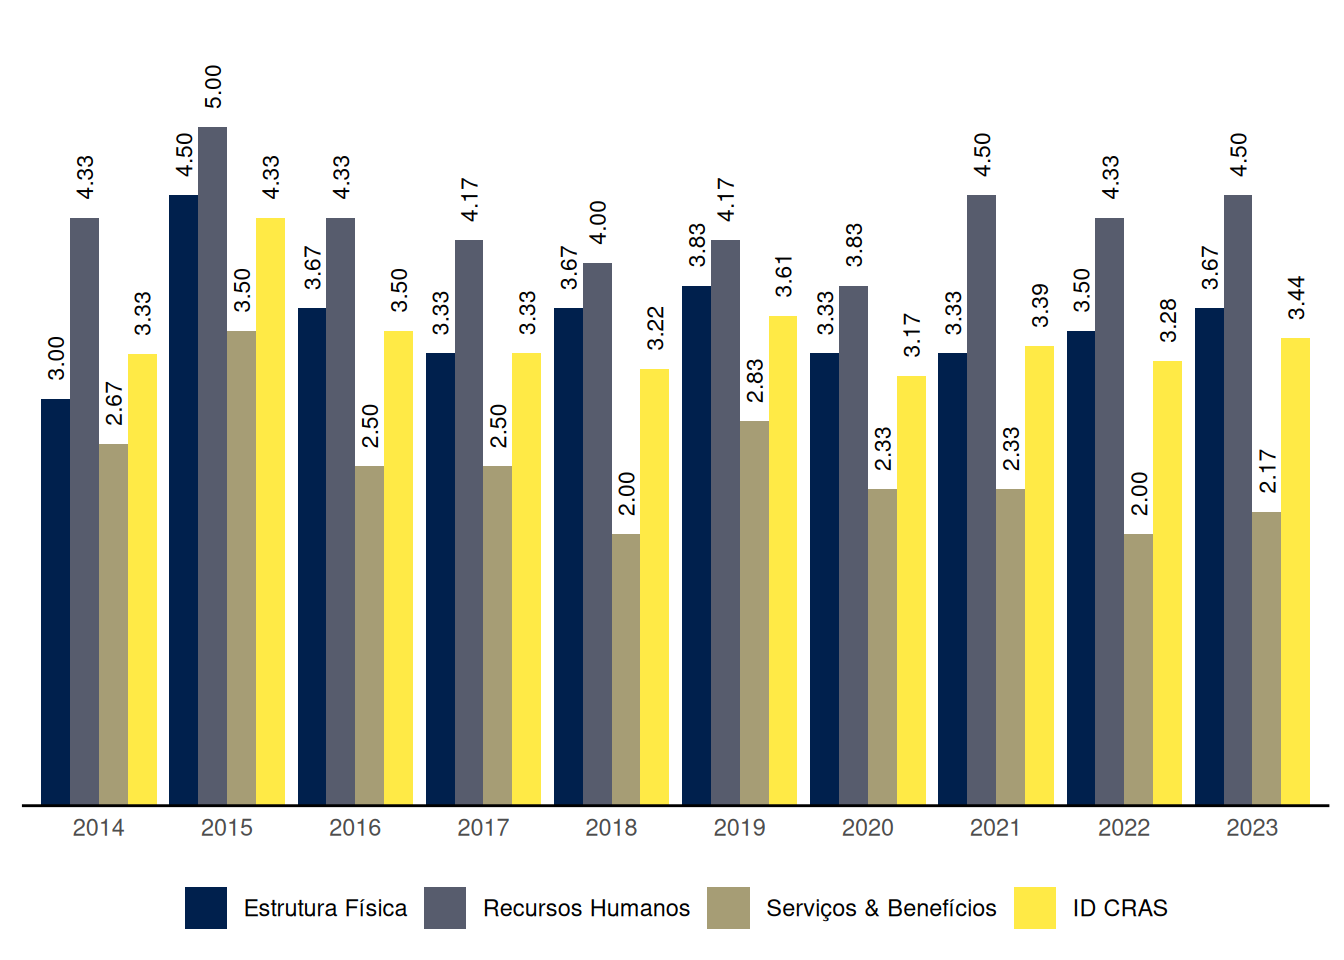 3.00 4.33 2.67 3.33
4.50 5.00 3.50 4.33
3.67 4.33 2.50 3.50
3.33 4.17 2.50 3.33
3.67 4.00 2.00 3.22
3.83 4.17 2.83 3.61
3.33 3.83 2.33 3.17
3.33 4.50 2.33 3.39
3.50 4.33 2.00 3.28
3.67 4.50 2.17 3.44
2014 2015 2016 2017 2018 2019 2020 2021 2022 2023
Estrutura Física Recursos Humanos Serviços & Benefícios ID CRAS